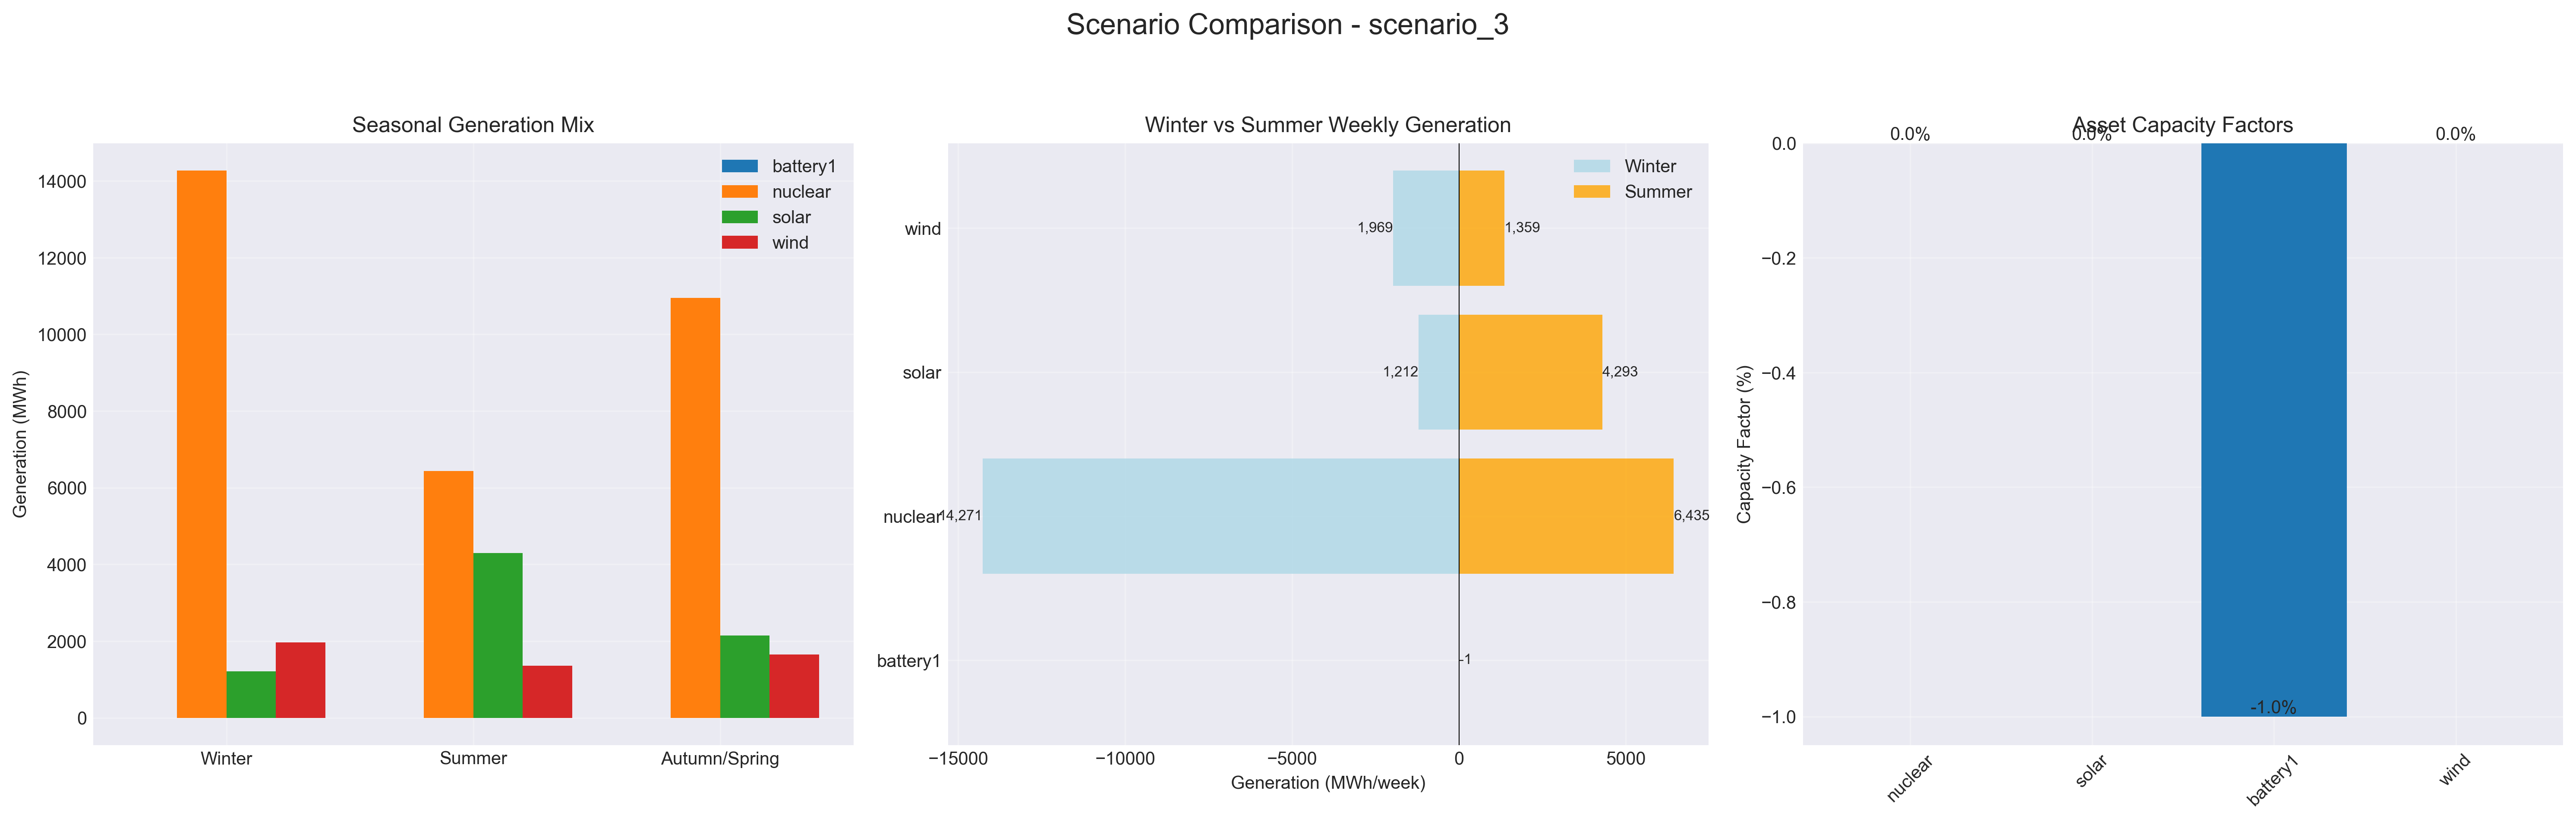 Scenario Comparison - scenario_3
Seasonal Generation Mix
Generation (MWh)
14000
12000
10000
8000
6000
4000
2000
0
battery1
nuclear
solar
wind
Winter
Summer
Autumn/Spring
Winter vs Summer Weekly Generation
Winter
Summer
wind
1,969
1,359
solar
1,212
4,293
nuclear
14,271
6,435
battery1
-1
−15000
−10000
−5000
0
5000
Generation (MWh/week)
Asset Capacity Factors
0.0%
0.0%
0.0%
Capacity Factor (%)
0.0
−0.2
−0.4
−0.6
−0.8
−1.0
-1.0%
nuclear
solar
battery1
wind